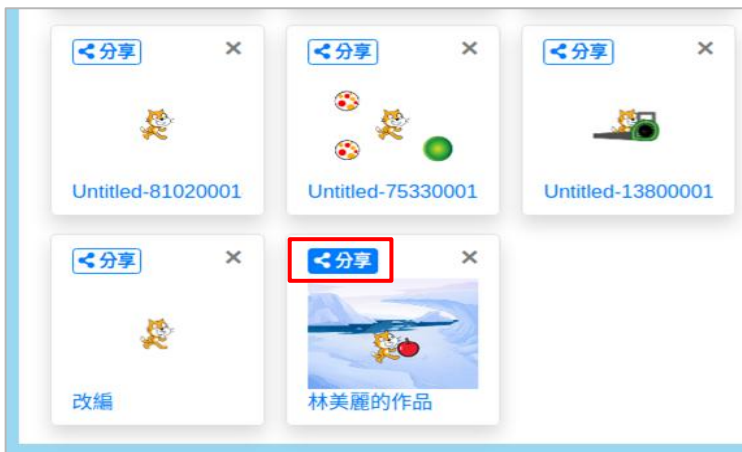 分享 ×
分享 ×
分享 ×
Untitled-81020001
Untitled-75330001
Untitled-13800001
分享 ×
分享 ×
改編
林美麗的作品